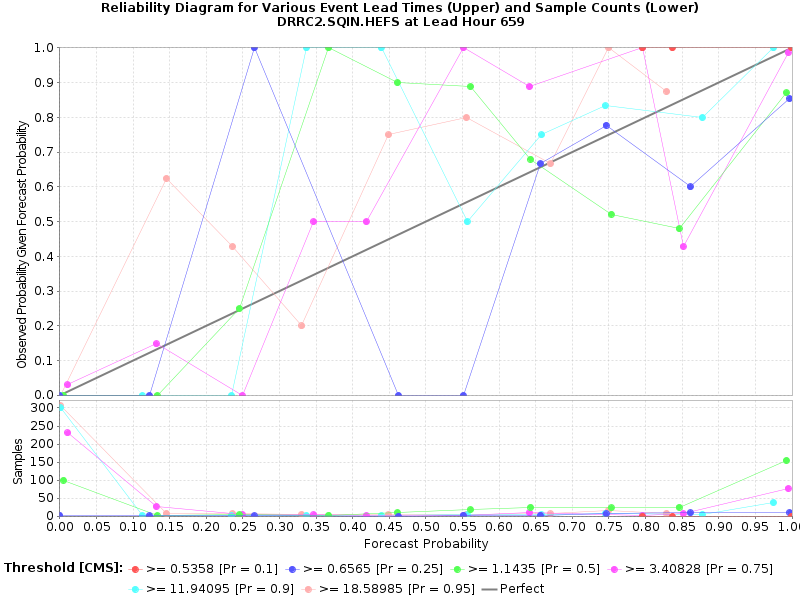 Reliability Diagram for Various Event Lead Times (Upper) and Sample Counts (Lower)
DRRC2.SQIN.HEFS at Lead Hour 659
Observed Probability Given Forecast Probability
1.0
0.9
0.8
0.7
0.6
0.5
0.4
0.3
0.2
0.1
0.0
Samples
300
250
200
150
100
50
0
0.00 0.05 0.10 0.15 0.20 0.25 0.30 0.35 0.40 0.45 0.50 0.55 0.60 0.65 0.70 0.75 0.80 0.85 0.90 0.95 1.00
Forecast Probability
Threshold [CMS]: >= 0.5358 [Pr = 0.1] >= 0.6565 [Pr = 0.25] >= 1.1435 [Pr = 0.5] >= 3.40828 [Pr = 0.75]
>= 11.94095 [Pr = 0.9] >= 18.58985 [Pr = 0.95] Perfect